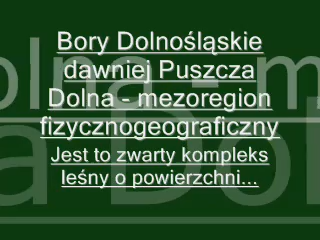 Bory Dolnośląskie
dawniej Puszcza
Dolna - mezoregion
fizycznogeograficzny
Jest to zwarty kompleks
leśny o powierzchni...